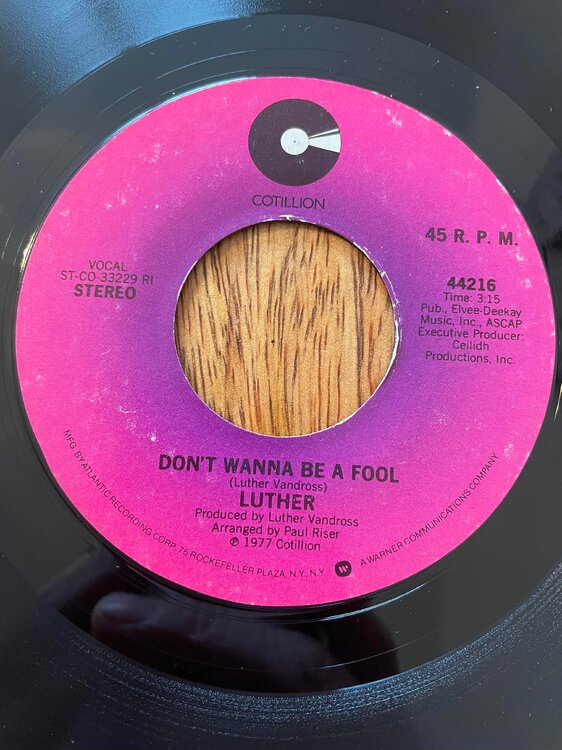 COTILLION
45 R. P. M.
VOCAL
ST-CO-33229 RI
STEREO
44216
Time: 3:15
Pub., Elvee-Deekay
Music, Inc., ASCAP
Executive Producer:
Ceilidh
Productions, Inc.
DON'T WANNA BE A FOOL
(Luther Vandross)
LUTHER
Produced by Luther Vandross
Arranged by Paul Riser
℗ 1977 Cotillion
MFG. BY ATLANTIC RECORDING CORP. 75 ROCKEFELLER PLAZA, N.Y. N.Y. A WARNER COMMUNICATIONS COMPANY